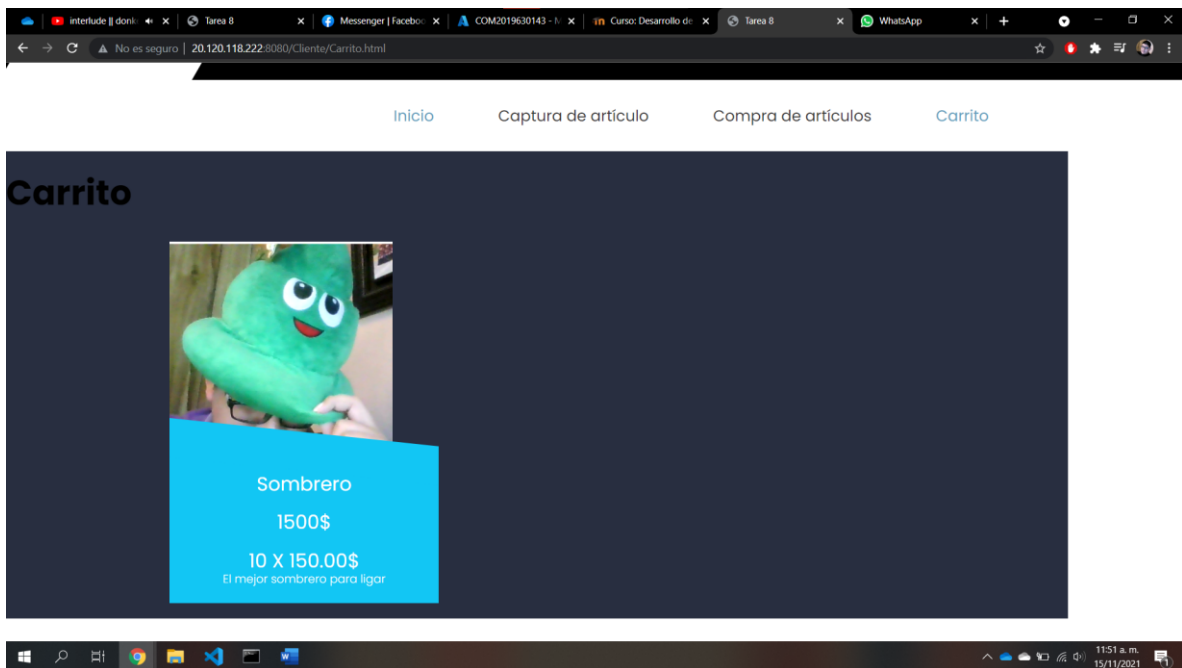 interlude || donk
Tarea 8
Messenger | Faceboo
COM2019630143 - M
Curso: Desarrollo de
Tarea 8
WhatsApp
No es seguro | 20.120.118.222:8080/Cliente/Carrito.html
Inicio
Captura de artículo
Compra de artículos
Carrito
Carrito
Sombrero
1500$
10 X 150.00$
El mejor sombrero para ligar
11:51 a. m.
15/11/2021